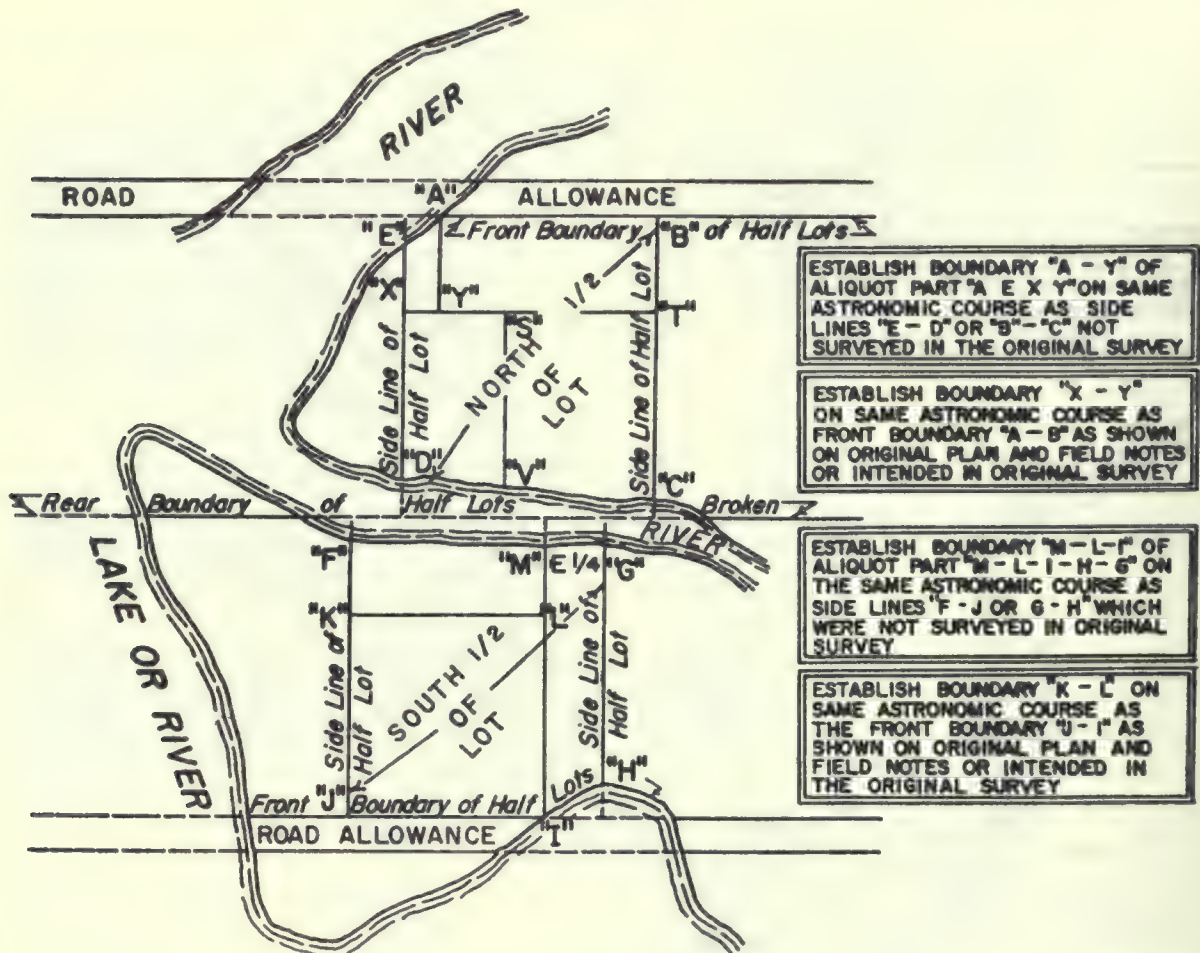 RIVER
ROAD "A" ALLOWANCE
"E" Front Boundary "B" of Half Lots
"X" "Y" "S" "T"
1/2
NORTH
OF
LOT
Side Line of
Half Lot
Side Line of Half Lot
"D" "V" "C"
Rear Boundary of Half Lots Broken
RIVER
"F" "M" E 1/4 "G"
"K" "L"
LAKE OR RIVER
SOUTH 1/2
OF
LOT
Side Line of
Half Lot
Side Line of
Half Lot
"H"
Front "J" Boundary of Half Lots
ROAD ALLOWANCE "I"
ESTABLISH BOUNDARY "A - Y" OF
ALIQUOT PART "A E X Y" ON SAME
ASTRONOMIC COURSE AS SIDE
LINES "E - D" OR "B" - "C" NOT
SURVEYED IN THE ORIGINAL SURVEY
ESTABLISH BOUNDARY "X - Y"
ON SAME ASTRONOMIC COURSE AS
FRONT BOUNDARY "A - B" AS SHOWN
ON ORIGINAL PLAN AND FIELD NOTES
OR INTENDED IN ORIGINAL SURVEY
ESTABLISH BOUNDARY "M - L - I" OF
ALIQUOT PART "M - L - I - H - G" ON
THE SAME ASTRONOMIC COURSE AS
SIDE LINES "F - J OR G - H" WHICH
WERE NOT SURVEYED IN ORIGINAL
SURVEY
ESTABLISH BOUNDARY "K - L" ON
SAME ASTRONOMIC COURSE AS
THE FRONT BOUNDARY "J - I" AS
SHOWN ON ORIGINAL PLAN AND
FIELD NOTES OR INTENDED IN
THE ORIGINAL SURVEY